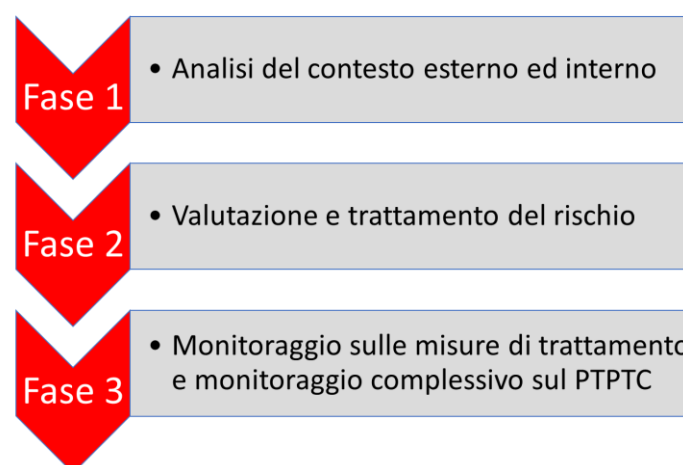 Fase 1
• Analisi del contesto esterno ed interno
Fase 2
• Valutazione e trattamento del rischio
Fase 3
• Monitoraggio sulle misure di trattamento
e monitoraggio complessivo sul PTPTC